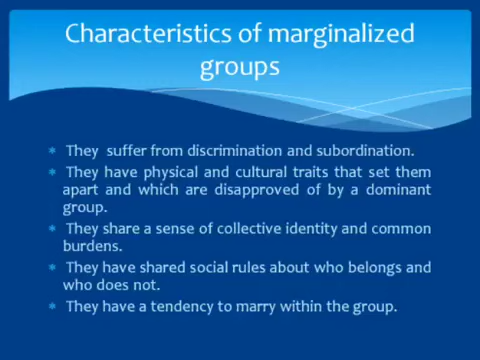 Characteristics of marginalized
groups
* They suffer from discrimination and subordination.
* They have physical and cultural traits that set them
apart and which are disapproved of by a dominant
group.
* They share a sense of collective identity and common
burdens.
* They have shared social rules about who belongs and
who does not.
* They have a tendency to marry within the group.